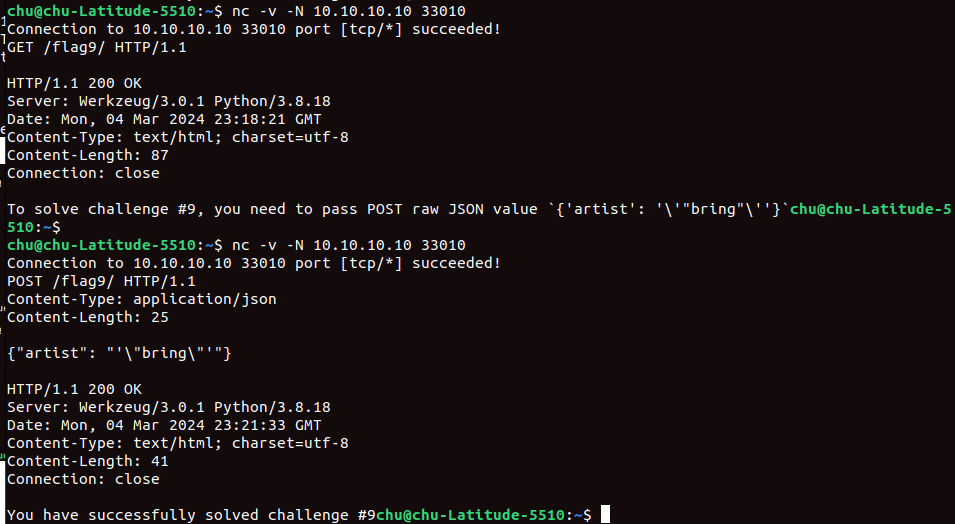 chu@chu-Latitude-5510:~$ nc -v -N 10.10.10.10 33010
Connection to 10.10.10.10 33010 port [tcp/*] succeeded!
GET /flag9/ HTTP/1.1

HTTP/1.1 200 OK
Server: Werkzeug/3.0.1 Python/3.8.18
Date: Mon, 04 Mar 2024 23:18:21 GMT
Content-Type: text/html; charset=utf-8
Content-Length: 87
Connection: close

To solve challenge #9, you need to pass POST raw JSON value `{'artist': '\'"bring"\''}`chu@chu-Latitude-5
510:~$
chu@chu-Latitude-5510:~$ nc -v -N 10.10.10.10 33010
Connection to 10.10.10.10 33010 port [tcp/*] succeeded!
POST /flag9/ HTTP/1.1
Content-Type: application/json
Content-Length: 25

{"artist": "'\"bring\"'"}

HTTP/1.1 200 OK
Server: Werkzeug/3.0.1 Python/3.8.18
Date: Mon, 04 Mar 2024 23:21:33 GMT
Content-Type: text/html; charset=utf-8
Content-Length: 41
Connection: close

You have successfully solved challenge #9chu@chu-Latitude-5510:~$